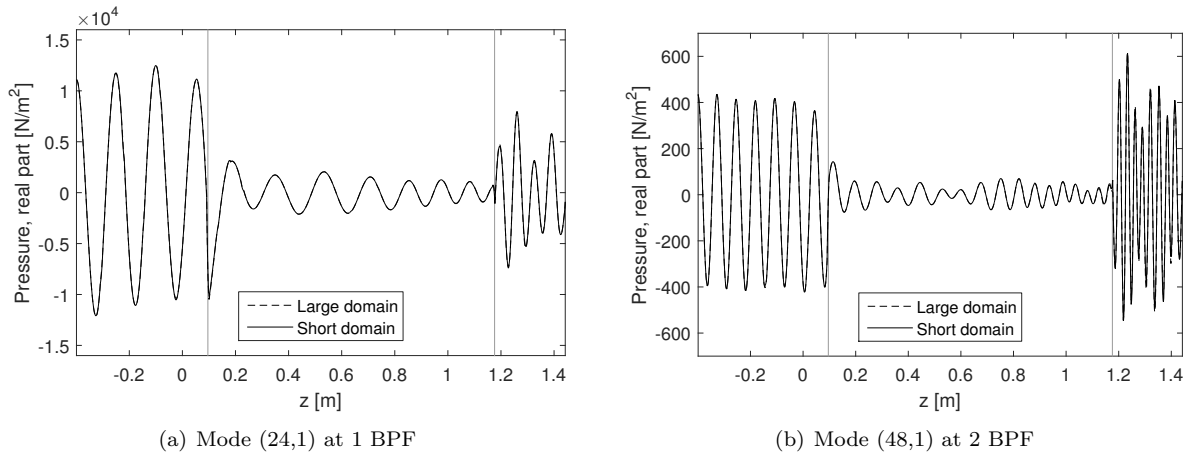 ×10⁴
1.5
1
0.5
0
-0.5
-1
-1.5
Pressure, real part [N/m²]
Large domain
Short domain
-0.2 0 0.2 0.4 0.6 0.8 1 1.2 1.4
z [m]
(a) Mode (24,1) at 1 BPF
600
400
200
0
-200
-400
-600
Pressure, real part [N/m²]
Large domain
Short domain
-0.2 0 0.2 0.4 0.6 0.8 1 1.2 1.4
z [m]
(b) Mode (48,1) at 2 BPF